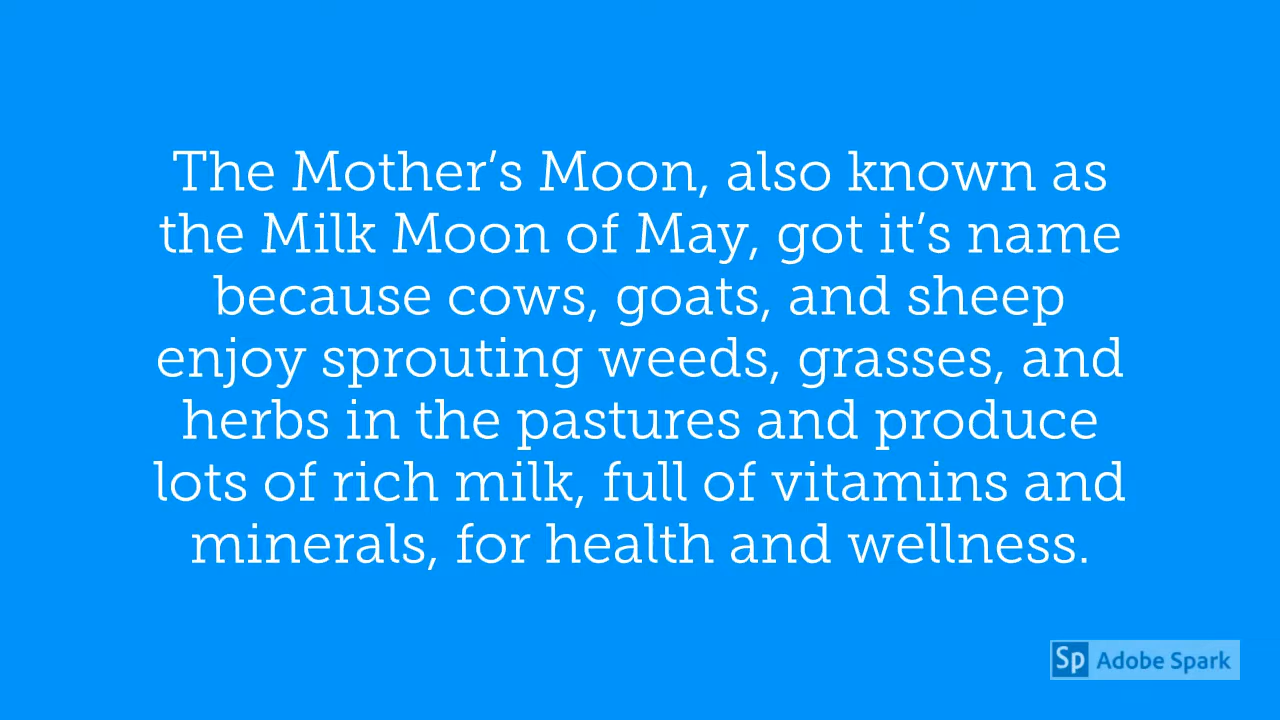 The Mother’s Moon, also known as
the Milk Moon of May, got it’s name
because cows, goats, and sheep
enjoy sprouting weeds, grasses, and
herbs in the pastures and produce
lots of rich milk, full of vitamins and
minerals, for health and wellness.
Sp Adobe Spark